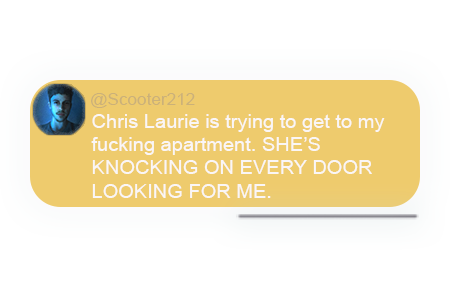 @Scooter212
Chris Laurie is trying to get to my
fucking apartment. SHE'S
KNOCKING ON EVERY DOOR
LOOKING FOR ME.